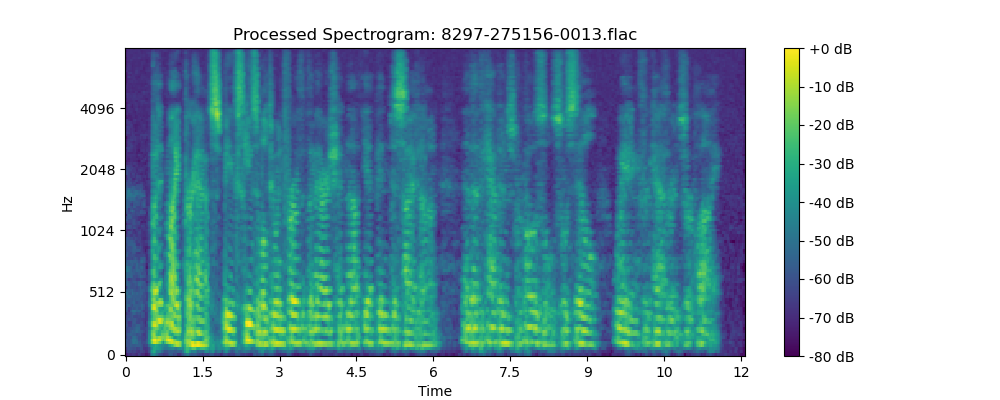 Processed Spectrogram: 8297-275156-0013.flac
Hz
4096
2048
1024
512
0
0 1.5 3 4.5 6 7.5 9 10 12
Time
+0 dB
-10 dB
-20 dB
-30 dB
-40 dB
-50 dB
-60 dB
-70 dB
-80 dB